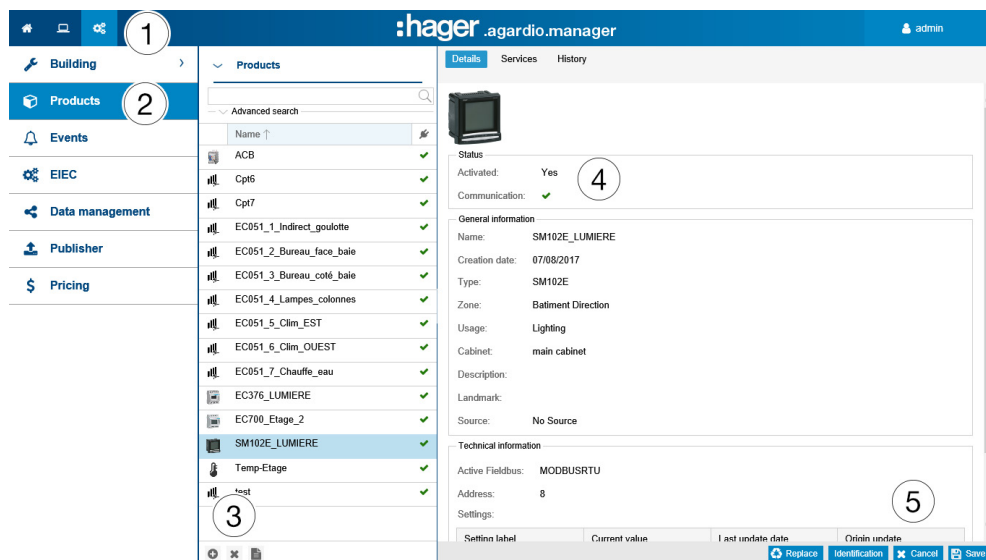 1
:hager .agardio.manager
admin
Building
Products
2
Events
EIEC
Data management
Publisher
Pricing
Products
Advanced search
Name
ACB
Cpt6
Cpt7
EC051_1_Indirect_goulotte
EC051_2_Bureau_face_baie
EC051_3_Bureau_coté_baie
EC051_4_Lampes_colonnes
EC051_5_Clim_EST
EC051_6_Clim_OUEST
EC051_7_Chauffe_eau
EC376_LUMIERE
EC700_Etage_2
SM102E_LUMIERE
Temp-Etage
test
3
Details Services History
Status
Activated: Yes
4
Communication:
General information
Name: SM102E_LUMIERE
Creation date: 07/08/2017
Type: SM102E
Zone: Batiment Direction
Usage: Lighting
Cabinet: main cabinet
Description:
Landmark:
Source: No Source
Technical information
Active Fieldbus: MODBUSRTU
Address: 8
5
Settings:
Setting label Current value Last update date Origin update
Replace Identification Cancel Save